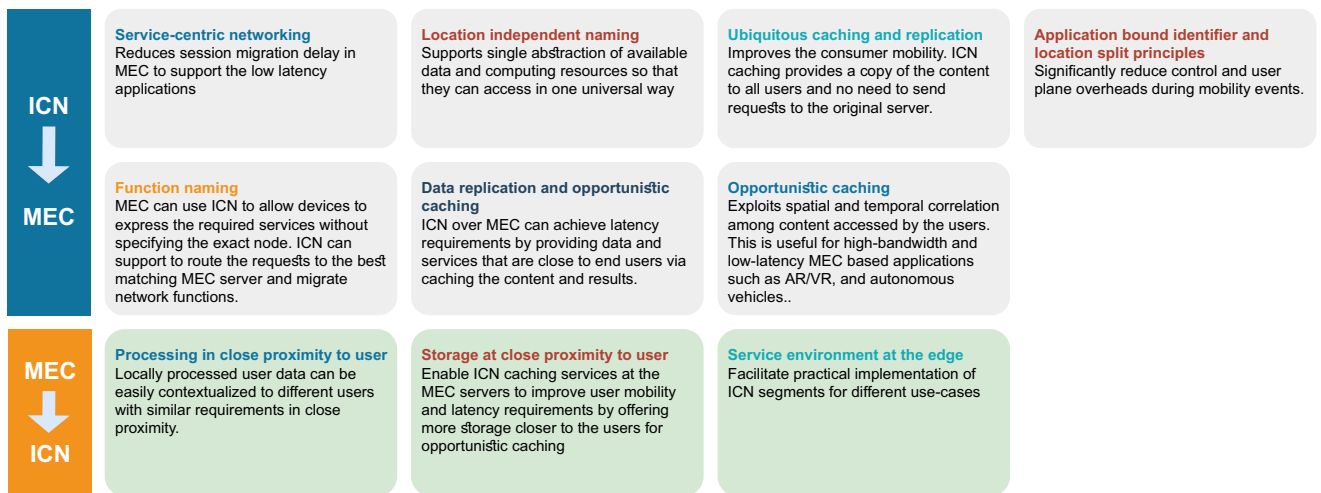 ICN
MEC
Service-centric networking
Reduces session migration delay in
MEC to support the low latency
applications
Location independent naming
Supports single abstraction of available
data and computing resources so that
they can access in one universal way
Ubiquitous caching and replication
Improves the consumer mobility. ICN
caching provides a copy of the content
to all users and no need to send
requests to the original server.
Application bound identifier and
location split principles
Significantly reduce control and user
plane overheads during mobility events.
Function naming
MEC can use ICN to allow devices to
express the required services without
specifying the exact node. ICN can
support to route the requests to the best
matching MEC server and migrate
network functions.
Data replication and opportunistic
caching
ICN over MEC can achieve latency
requirements by providing data and
services that are close to end users via
caching the content and results.
Opportunistic caching
Exploits spatial and temporal correlation
among content accessed by the users.
This is useful for high-bandwidth and
low-latency MEC based applications
such as AR/VR, and autonomous
vehicles..
MEC
ICN
Processing in close proximity to user
Locally processed user data can be
easily contextualized to different users
with similar requirements in close
proximity.
Storage at close proximity to user
Enable ICN caching services at the
MEC servers to improve user mobility
and latency requirements by offering
more storage closer to the users for
opportunistic caching
Service environment at the edge
Facilitate practical implementation of
ICN segments for different use-cases